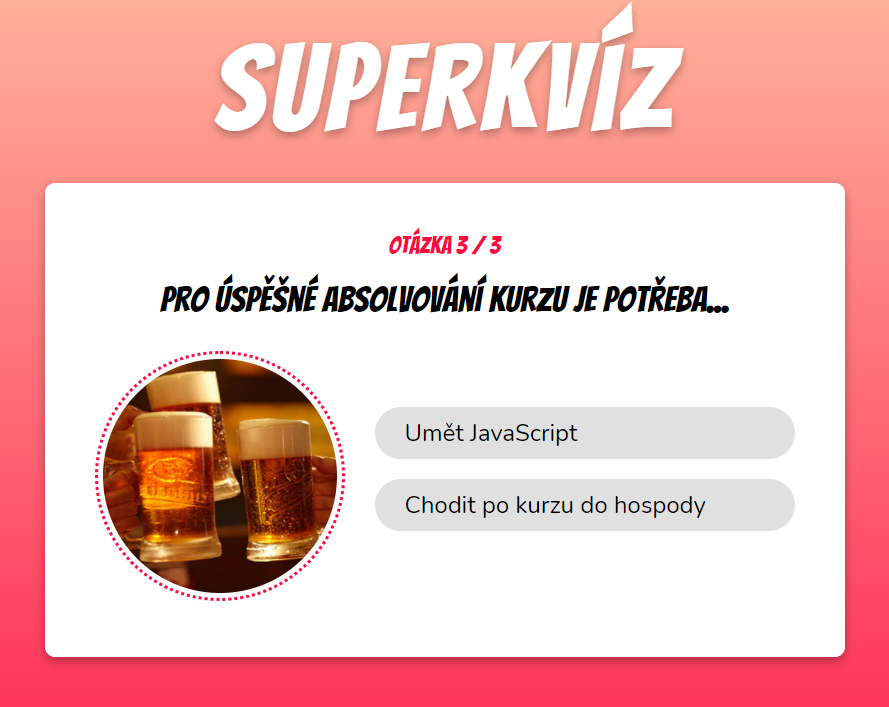 SUPERKVÍZ
OTÁZKA 3 / 3
PRO ÚSPĚŠNÉ ABSOLVOVÁNÍ KURZU JE POTŘEBA...
Umět JavaScript
Chodit po kurzu do hospody